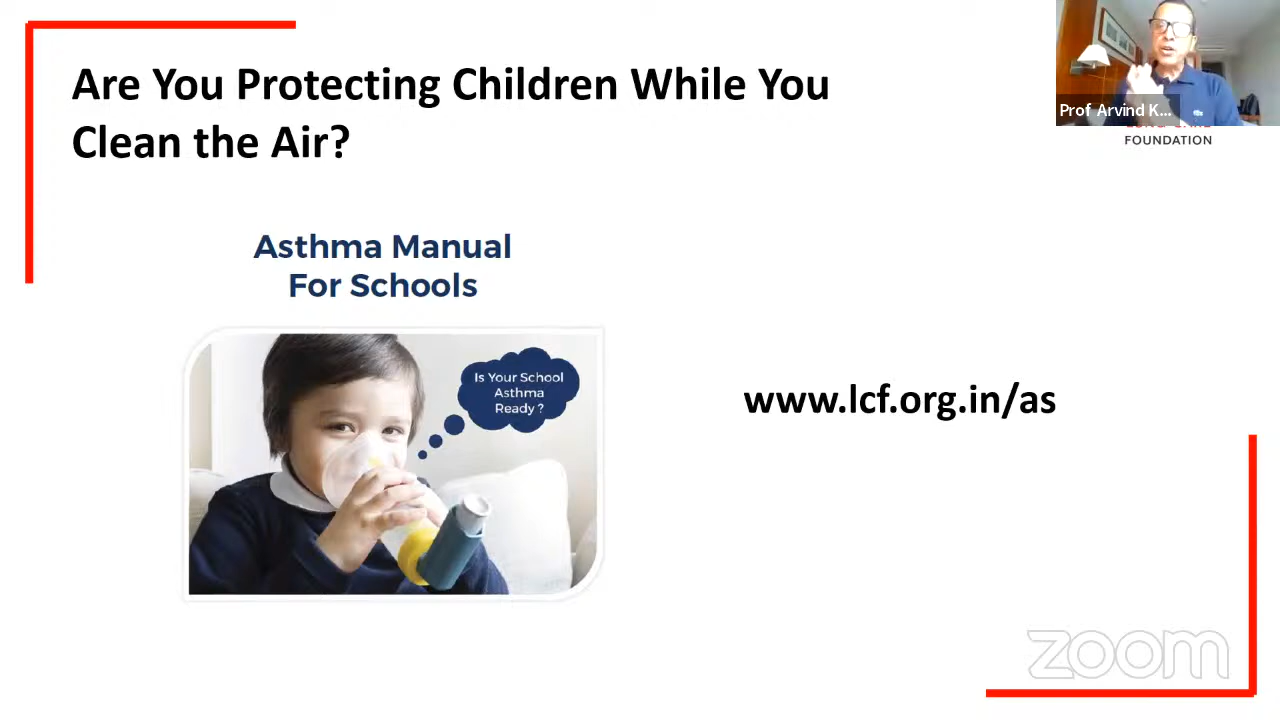 Are You Protecting Children While You
Clean the Air?
Prof Arvind K...
FOUNDATION
Asthma Manual
For Schools
Is Your School
Asthma
Ready ?
www.lcf.org.in/as
zoom